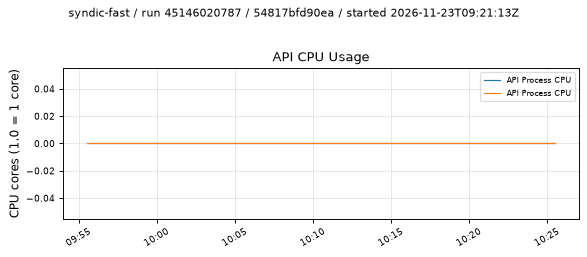 syndic-fast / run 45146020787 / 54817bfd90ea / started 2026-11-23T09:21:13Z
API CPU Usage
CPU cores (1.0 = 1 core)
0.04
0.02
0.00
−0.02
−0.04
API Process CPU
API Process CPU
09:55
10:00
10:05
10:10
10:15
10:20
10:25